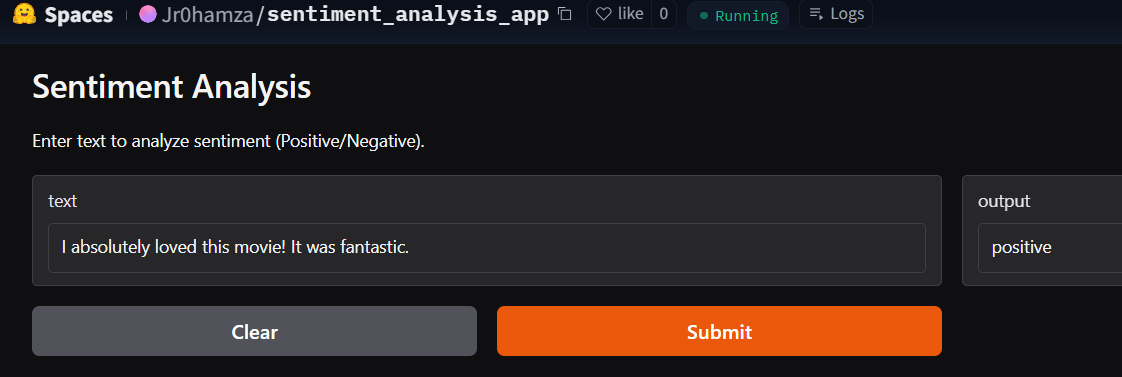 Spaces Jr0hamza/sentiment_analysis_app like 0 Running Logs
Sentiment Analysis
Enter text to analyze sentiment (Positive/Negative).
text
I absolutely loved this movie! It was fantastic.
output
positive
Clear Submit